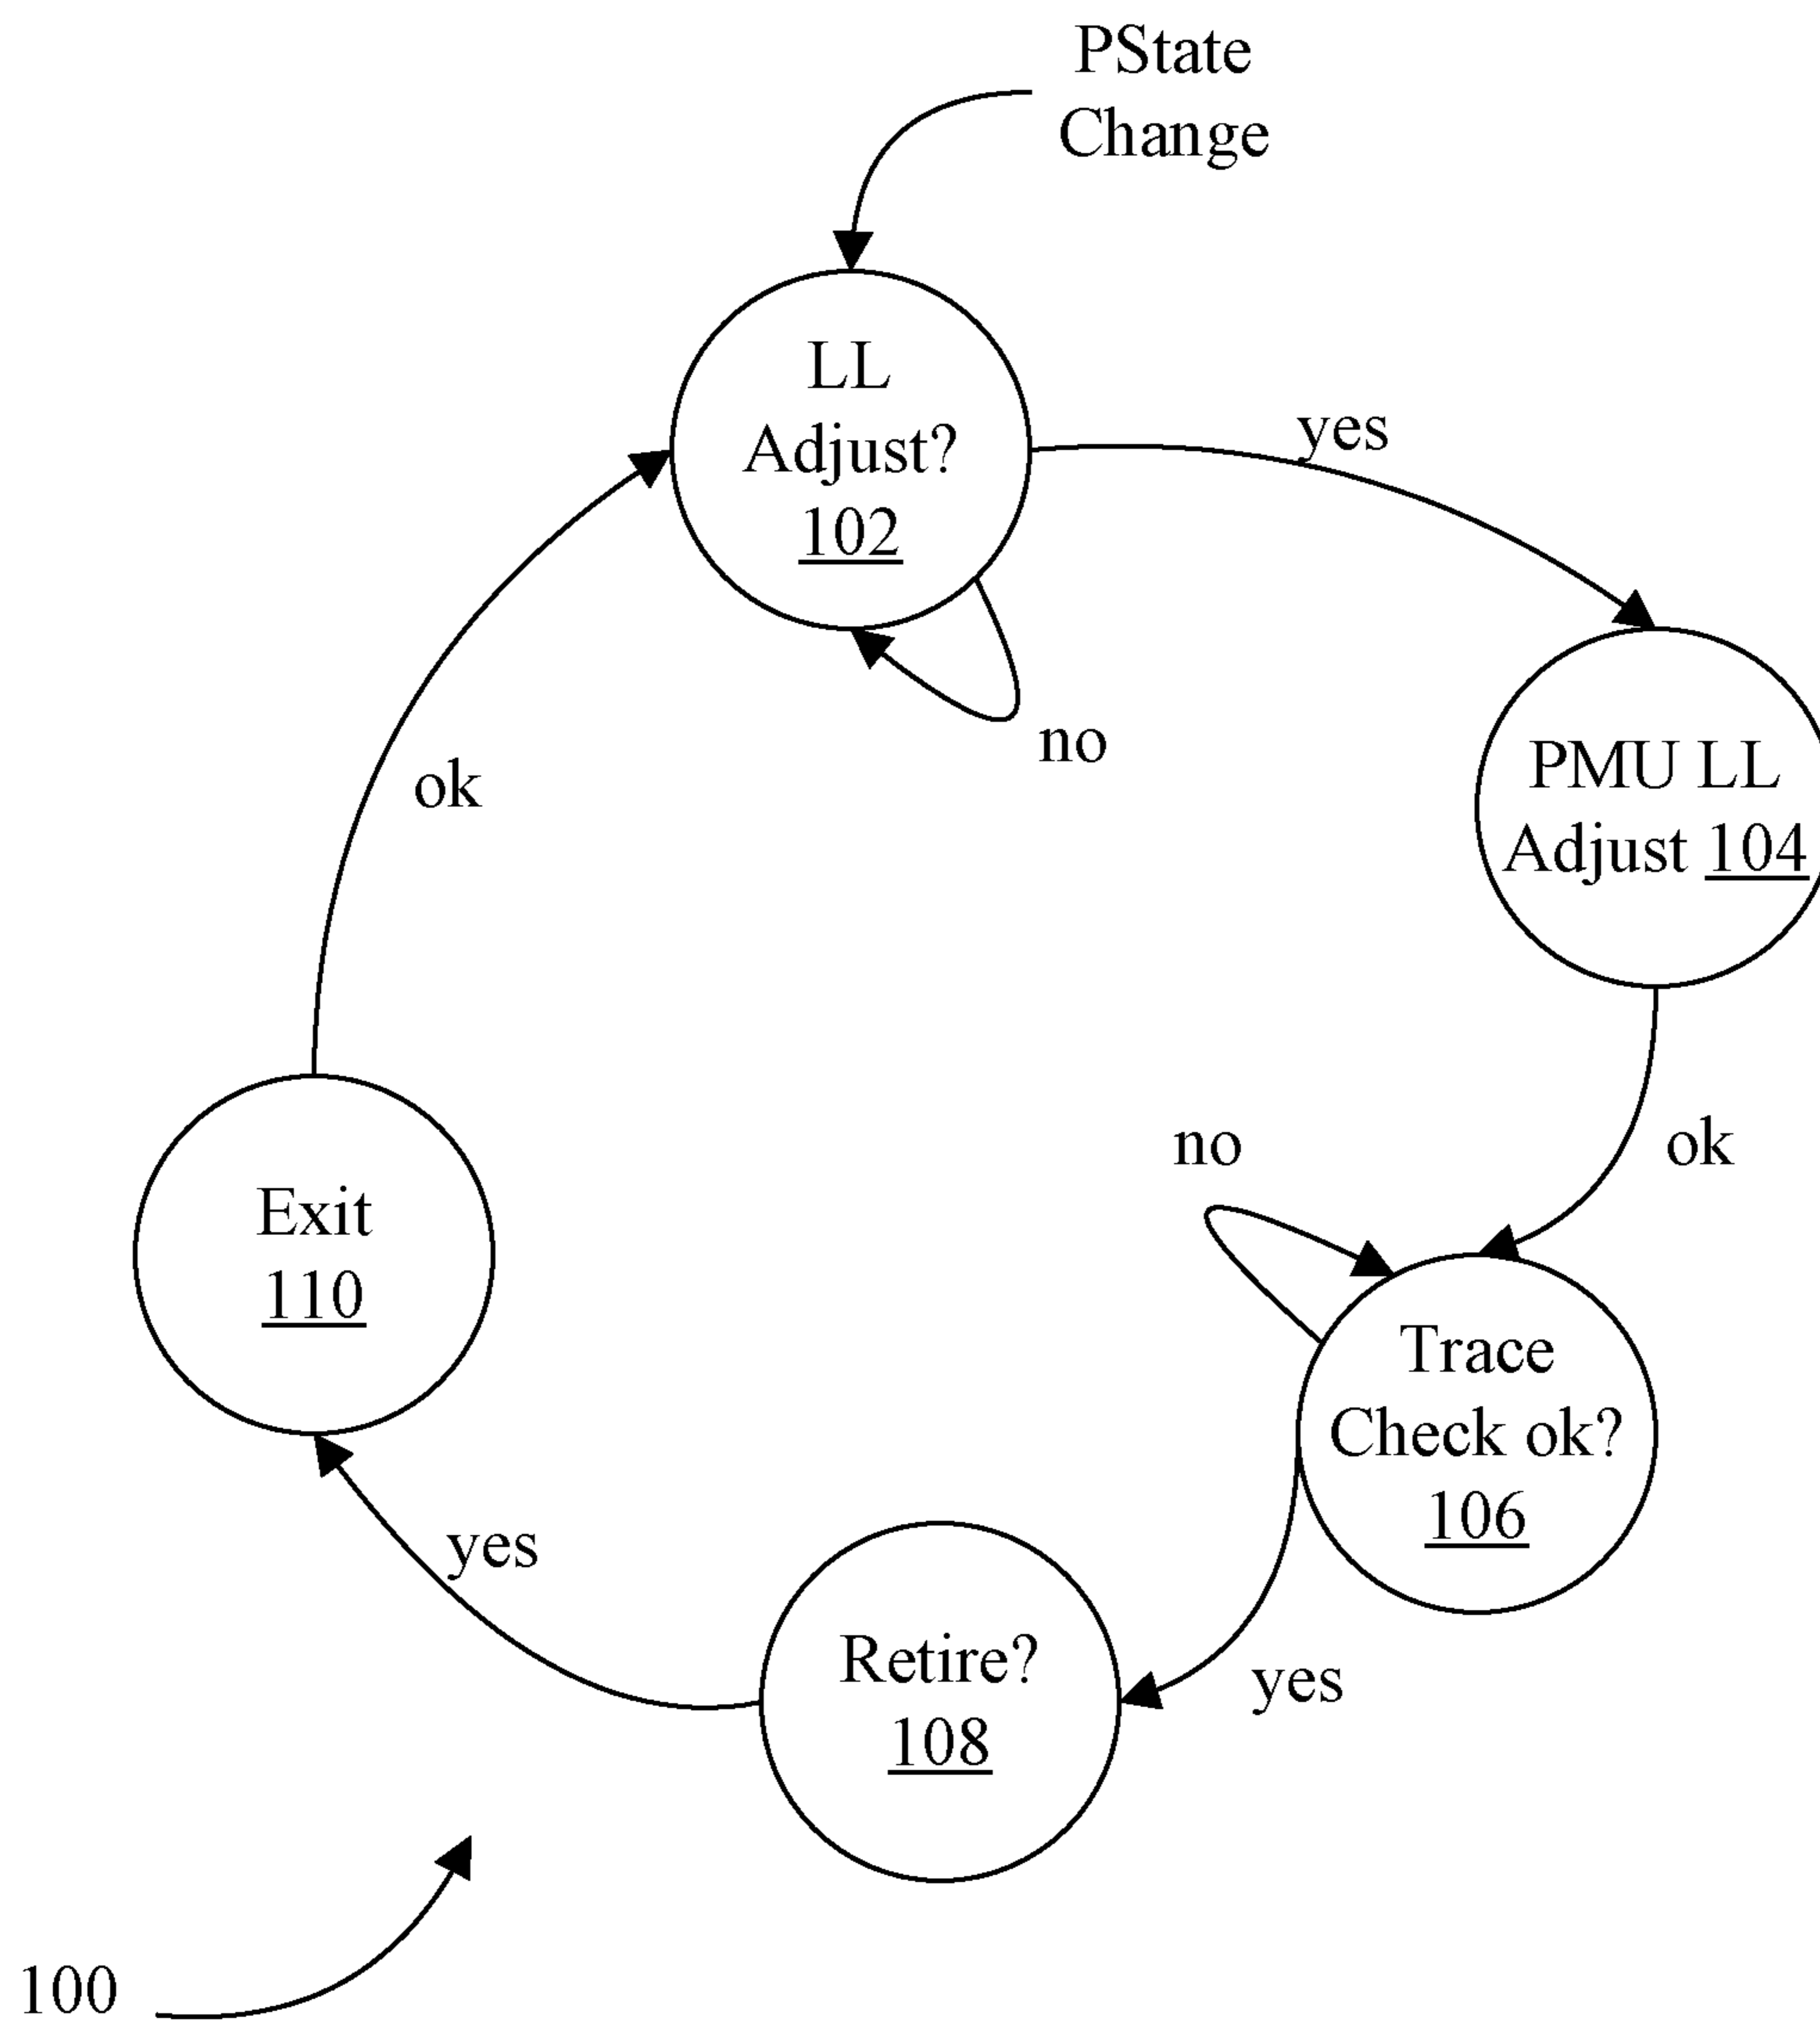 PState
Change
LL
Adjust?
102
yes
no
PMU LL
Adjust 104
ok
ok
no
Exit
110
Trace
Check ok?
106
yes
Retire?
108
yes
100